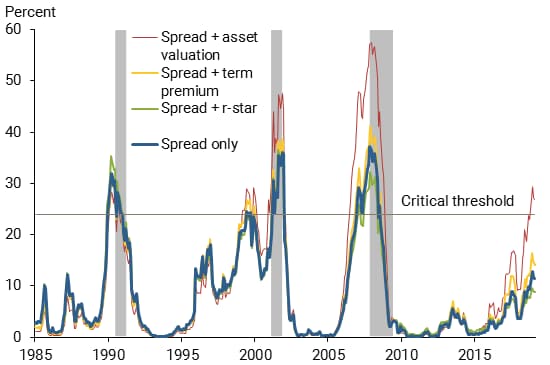 Percent
60
50
40
30
20
10
0
Spread + asset
valuation
Spread + term
premium
Spread + r-star
Spread only
Critical threshold
1985
1990
1995
2000
2005
2010
2015